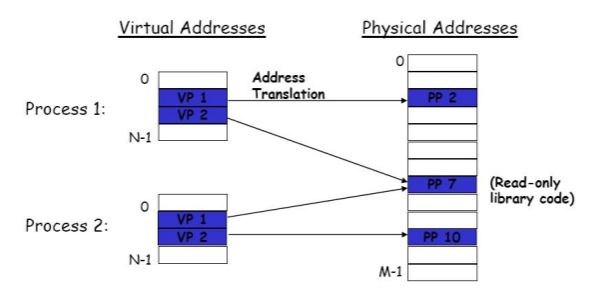 Virtual Addresses
Physical Addresses
0
Address
Translation
0
Process 1:
VP 1
VP 2
N-1
PP 2
PP 7
(Read-only
library code)
0
Process 2:
VP 1
VP 2
N-1
PP 10
M-1